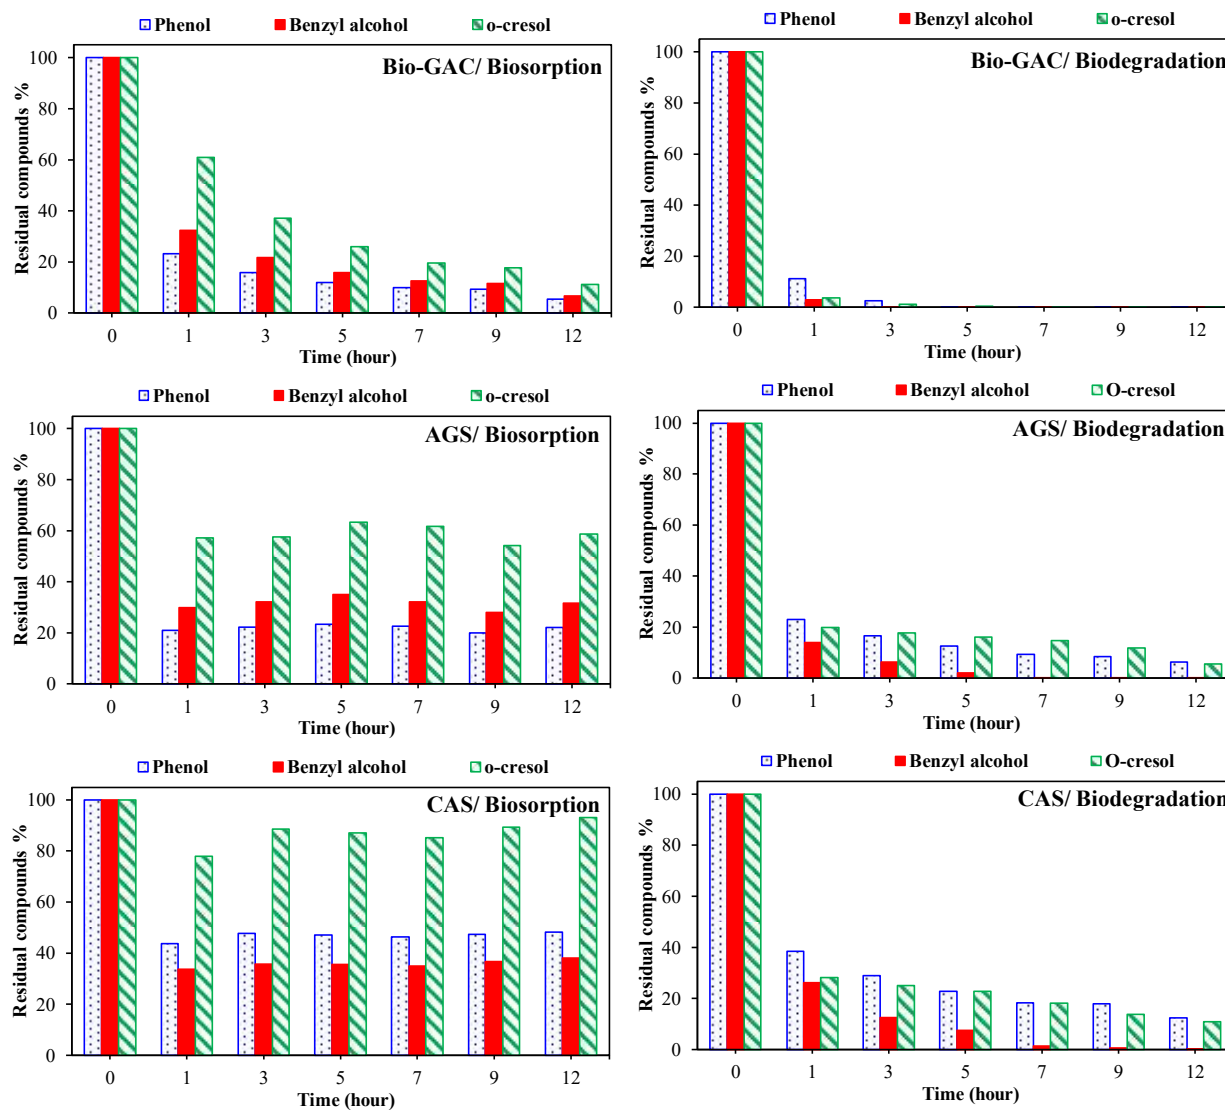 Phenol Benzyl alcohol o-cresol
Bio-GAC/ Biosorption
Residual compounds %
100
80
60
40
20
0
0 1 3 5 7 9 12
Time (hour)
Phenol Benzyl alcohol o-cresol
Bio-GAC/ Biodegradation
Residual compounds %
100
80
60
40
20
0
0 1 3 5 7 9 12
Time (hour)
Phenol Benzyl alcohol o-cresol
AGS/ Biosorption
Residual compounds %
100
80
60
40
20
0
0 1 3 5 7 9 12
Time (hour)
Phenol Benzyl alcohol O-cresol
AGS/ Biodegradation
Residual compounds %
100
80
60
40
20
0
0 1 3 5 7 9 12
Time (hour)
Phenol Benzyl alcohol o-cresol
CAS/ Biosorption
Residual compounds %
100
80
60
40
20
0
0 1 3 5 7 9 12
Time (hour)
Phenol Benzyl alcohol O-cresol
CAS/ Biodegradation
Residual compounds %
100
80
60
40
20
0
0 1 3 5 7 9 12
Time (hour)